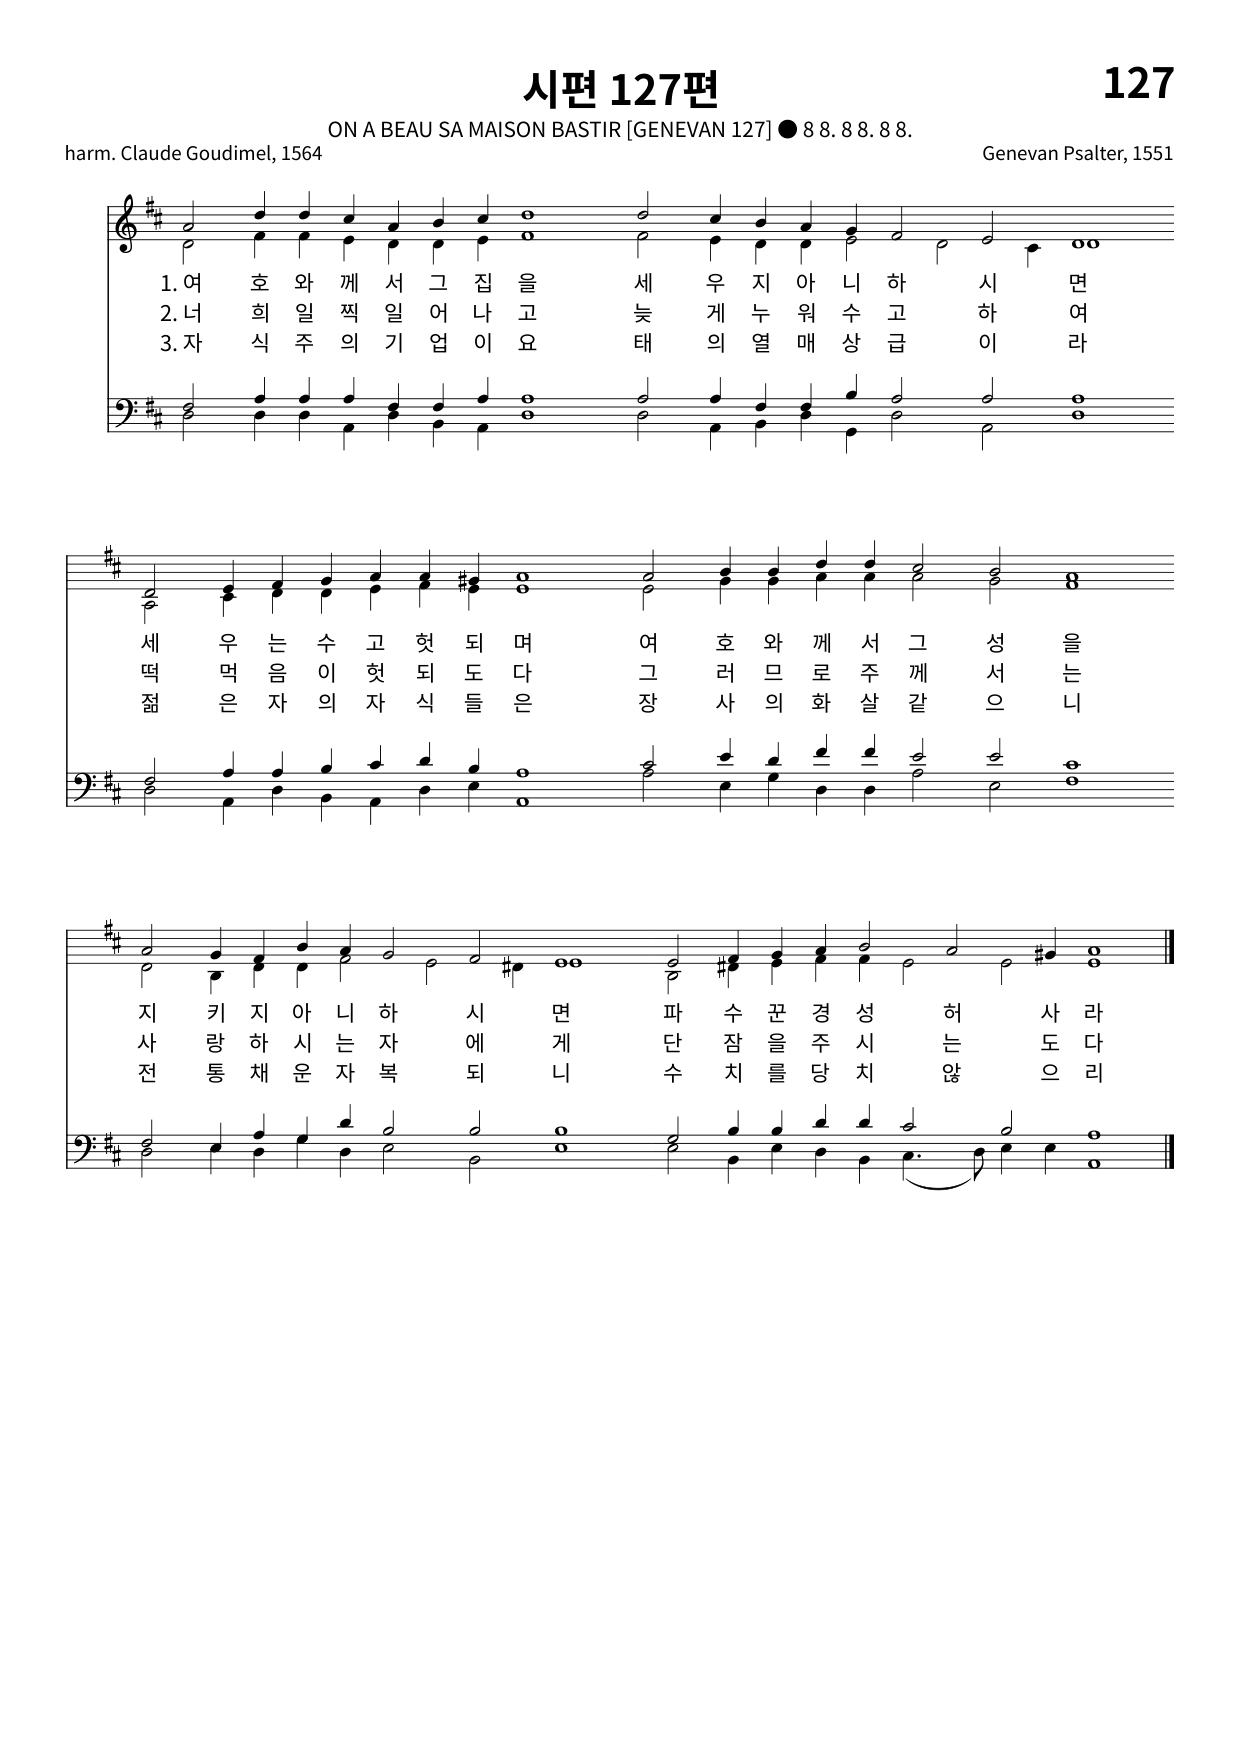 시편 127편
127
ON A BEAU SA MAISON BASTIR [GENEVAN 127] ● 8 8. 8 8. 8 8.
harm. Claude Goudimel, 1564
Genevan Psalter, 1551
1. 여 호 와 께 서 그 집 을 세 우 지 아 니 하 시 면
2. 너 희 일 찍 일 어 나 고 늦 게 누 워 수 고 하 여
3. 자 식 주 의 기 업 이 요 태 의 열 매 상 급 이 라
세 우 는 수 고 헛 되 며 여 호 와 께 서 그 성 을
떡 먹 음 이 헛 되 도 다 그 러 므 로 주 께 서 는
젊 은 자 의 자 식 들 은 장 사 의 화 살 같 으 니
지 키 지 아 니 하 시 면 파 수 꾼 경 성 허 사 라
사 랑 하 시 는 자 에 게 단 잠 을 주 시 는 도 다
전 통 채 운 자 복 되 니 수 치 를 당 치 않 으 리